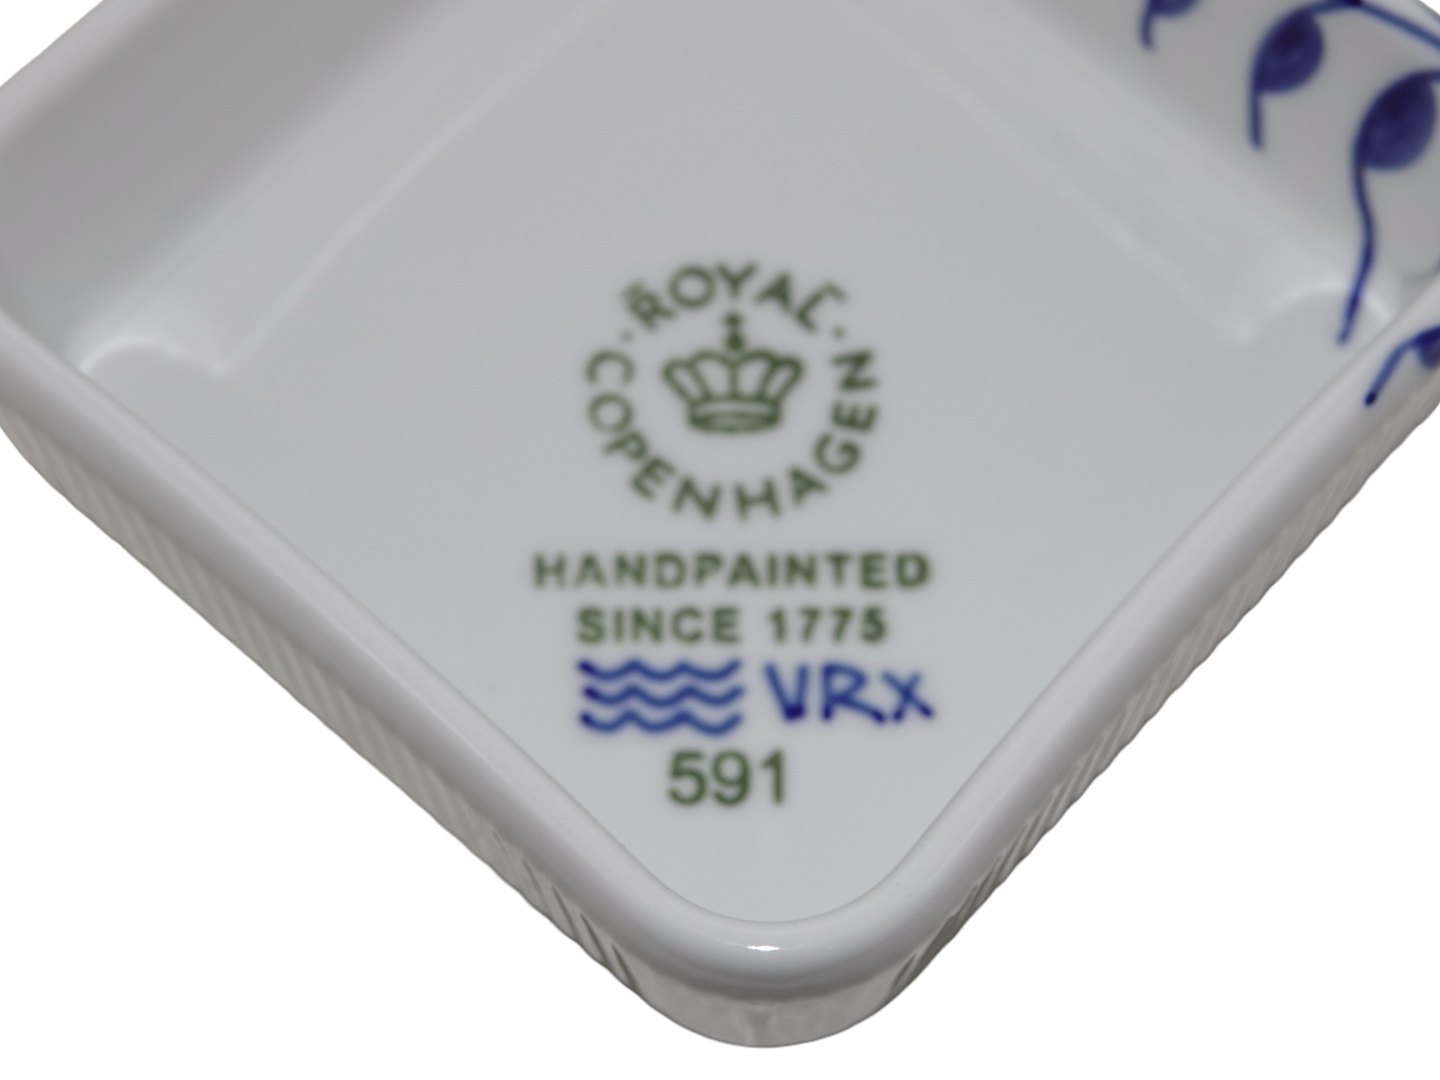 ROYAL
COPENHAGEN
HANDPAINTED
SINCE 1775
VRX
591